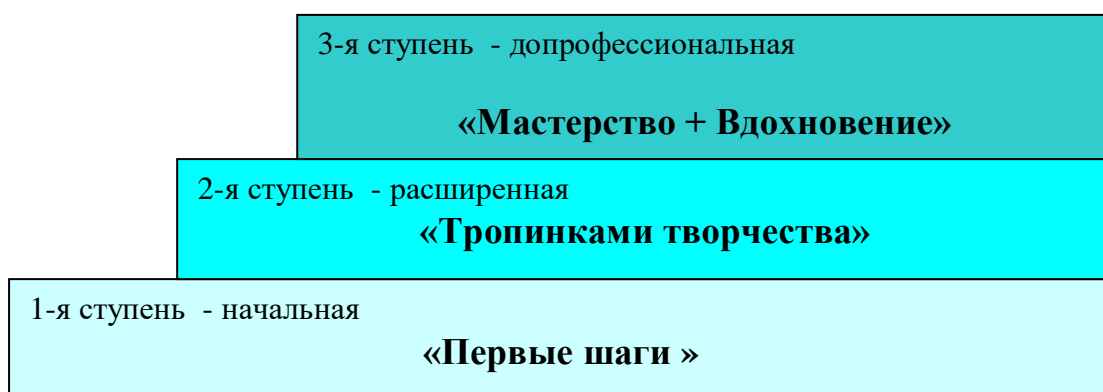 3-я ступень  - допрофессиональная
«Мастерство + Вдохновение»
2-я ступень  - расширенная
«Тропинками творчества»
1-я ступень  - начальная
«Первые шаги »